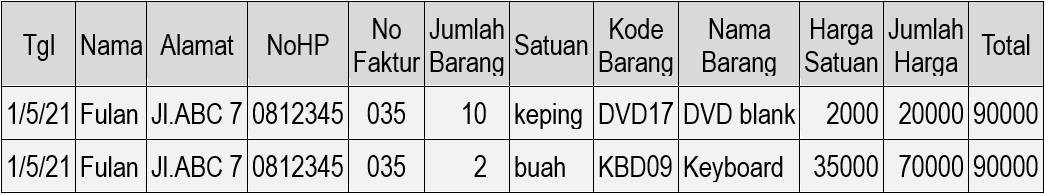 Tgl Nama Alamat NoHP No Faktur Jumlah Barang Satuan Kode Barang Nama Barang Harga Satuan Jumlah Harga Total
1/5/21 Fulan Jl.ABC 7 0812345 035 10 keping DVD17 DVD blank 2000 20000 90000
1/5/21 Fulan Jl.ABC 7 0812345 035 2 buah KBD09 Keyboard 35000 70000 90000